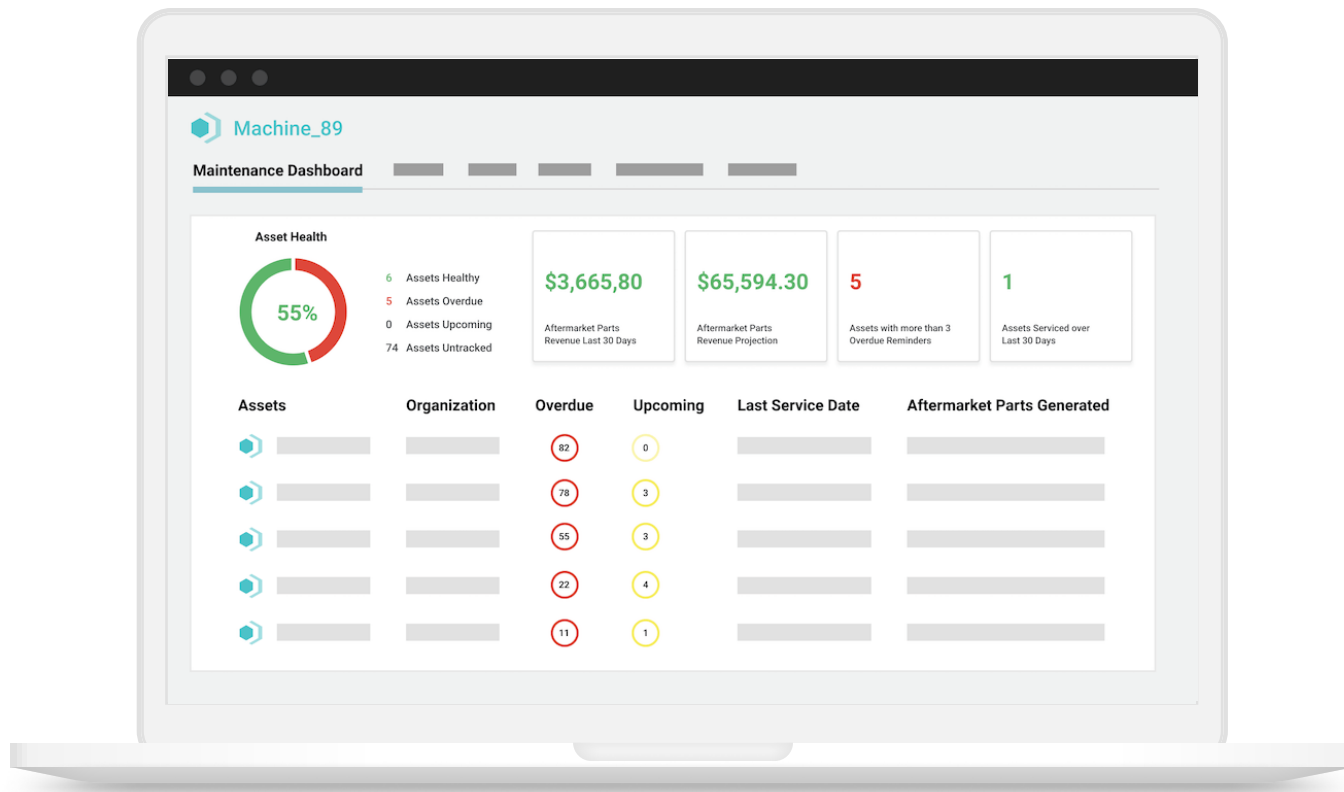 Machine_89
Maintenance Dashboard
Asset Health
55%
6 Assets Healthy
5 Assets Overdue
0 Assets Upcoming
74 Assets Untracked
$3,665,80
Aftermarket Parts
Revenue Last 30 Days
$65,594.30
Aftermarket Parts
Revenue Projection
5
Assets with more than 3
Overdue Reminders
1
Assets Serviced over
Last 30 Days
Assets Organization Overdue Upcoming Last Service Date Aftermarket Parts Generated
82 0
78 3
55 3
22 4
11 1